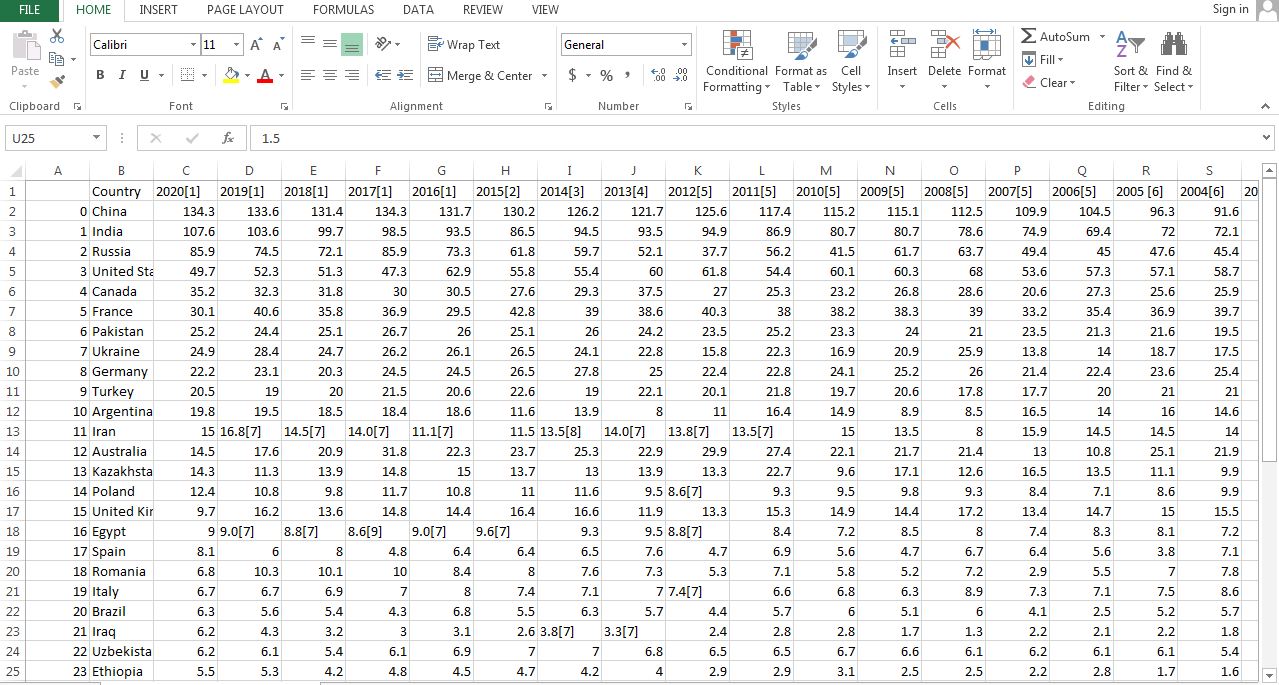 FILE HOME INSERT PAGE LAYOUT FORMULAS DATA REVIEW VIEW Sign in
Paste Calibri 11 A A Wrap Text General Conditional Formatting Format as Table Cell Styles Insert Delete Format AutoSum Fill Clear Sort & Filter Find & Select
B I U A Merge & Center $ % ,
Clipboard Font Alignment Number Styles Cells Editing
U25 fx 1.5
A B C D E F G H I J K L M N O P Q R S
1 Country 2020[1] 2019[1] 2018[1] 2017[1] 2016[1] 2015[2] 2014[3] 2013[4] 2012[5] 2011[5] 2010[5] 2009[5] 2008[5] 2007[5] 2006[5] 2005 [6] 2004[6] 20
2 0 China 134.3 133.6 131.4 134.3 131.7 130.2 126.2 121.7 125.6 117.4 115.2 115.1 112.5 109.9 104.5 96.3 91.6
3 1 India 107.6 103.6 99.7 98.5 93.5 86.5 94.5 93.5 94.9 86.9 80.7 80.7 78.6 74.9 69.4 72 72.1
4 2 Russia 85.9 74.5 72.1 85.9 73.3 61.8 59.7 52.1 37.7 56.2 41.5 61.7 63.7 49.4 45 47.6 45.4
5 3 United Sta 49.7 52.3 51.3 47.3 62.9 55.8 55.4 60 61.8 54.4 60.1 60.3 68 53.6 57.3 57.1 58.7
6 4 Canada 35.2 32.3 31.8 30 30.5 27.6 29.3 37.5 27 25.3 23.2 26.8 28.6 20.6 27.3 25.6 25.9
7 5 France 30.1 40.6 35.8 36.9 29.5 42.8 39 38.6 40.3 38 38.2 38.3 39 33.2 35.4 36.9 39.7
8 6 Pakistan 25.2 24.4 25.1 26.7 26 25.1 26 24.2 23.5 25.2 23.3 24 21 23.5 21.3 21.6 19.5
9 7 Ukraine 24.9 28.4 24.7 26.2 26.1 26.5 24.1 22.8 15.8 22.3 16.9 20.9 25.9 13.8 14 18.7 17.5
10 8 Germany 22.2 23.1 20.3 24.5 24.5 26.5 27.8 25 22.4 22.8 24.1 25.2 26 21.4 22.4 23.6 25.4
11 9 Turkey 20.5 19 20 21.5 20.6 22.6 19 22.1 20.1 21.8 19.7 20.6 17.8 17.7 20 21 21
12 10 Argentina 19.8 19.5 18.5 18.4 18.6 11.6 13.9 8 11 16.4 14.9 8.9 8.5 16.5 14 16 14.6
13 11 Iran 15 16.8[7] 14.5[7] 14.0[7] 11.1[7] 11.5 13.5[8] 14.0[7] 13.8[7] 13.5[7] 15 13.5 8 15.9 14.5 14.5 14
14 12 Australia 14.5 17.6 20.9 31.8 22.3 23.7 25.3 22.9 29.9 27.4 22.1 21.7 21.4 13 10.8 25.1 21.9
15 13 Kazakhsta 14.3 11.3 13.9 14.8 15 13.7 13 13.9 13.3 22.7 9.6 17.1 12.6 16.5 13.5 11.1 9.9
16 14 Poland 12.4 10.8 9.8 11.7 10.8 11 11.6 9.5 8.6[7] 9.3 9.5 9.8 9.3 8.4 7.1 8.6 9.9
17 15 United Kir 9.7 16.2 13.6 14.8 14.4 16.4 16.6 11.9 13.3 15.3 14.9 14.4 17.2 13.4 14.7 15 15.5
18 16 Egypt 9 9.0[7] 8.8[7] 8.6[9] 9.0[7] 9.6[7] 9.3 9.5 8.8[7] 8.4 7.2 8.5 8 7.4 8.3 8.1 7.2
19 17 Spain 8.1 6 8 4.8 6.4 6.4 6.5 7.6 4.7 6.9 5.6 4.7 6.7 6.4 5.6 3.8 7.1
20 18 Romania 6.8 10.3 10.1 10 8.4 8 7.6 7.3 5.3 7.1 5.8 5.2 7.2 2.9 5.5 7 7.8
21 19 Italy 6.7 6.7 6.9 7 8 7.4 7.1 7 7.4[7] 6.6 6.8 6.3 8.9 7.3 7.1 7.5 8.6
22 20 Brazil 6.3 5.6 5.4 4.3 6.8 5.5 6.3 5.7 4.4 5.7 6 5.1 6 4.1 2.5 5.2 5.7
23 21 Iraq 6.2 4.3 3.2 3 3.1 2.6 3.8[7] 3.3[7] 2.4 2.8 2.8 1.7 1.3 2.2 2.1 2.2 1.8
24 22 Uzbekista 6.2 6.1 5.4 6.1 6.9 7 7 6.8 6.5 6.5 6.7 6.6 6.1 6.2 6.1 6.1 5.4
25 23 Ethiopia 5.5 5.3 4.2 4.8 4.5 4.7 4.2 4 2.9 2.9 3.1 2.5 2.5 2.2 2.8 1.7 1.6